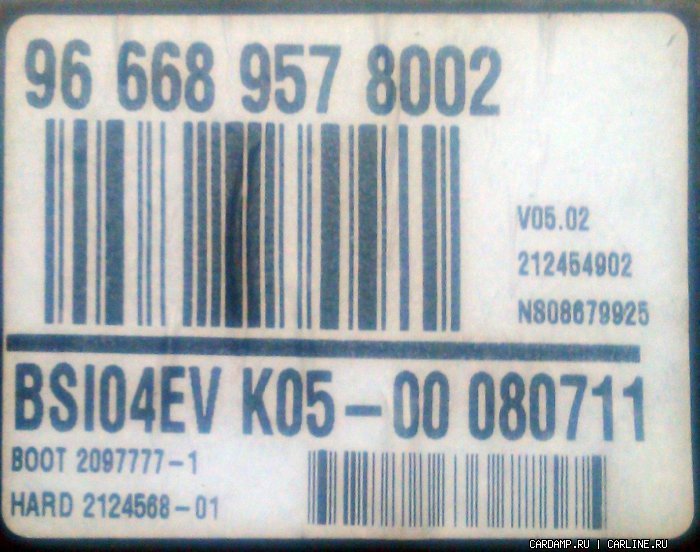 96 668 957 8002
V05.02
212454902
NS08679925
BSI04EV K05-00 080711
BOOT 2097777-1
HARD 2124568-01
CARDAMP.RU | CARLINE.RU